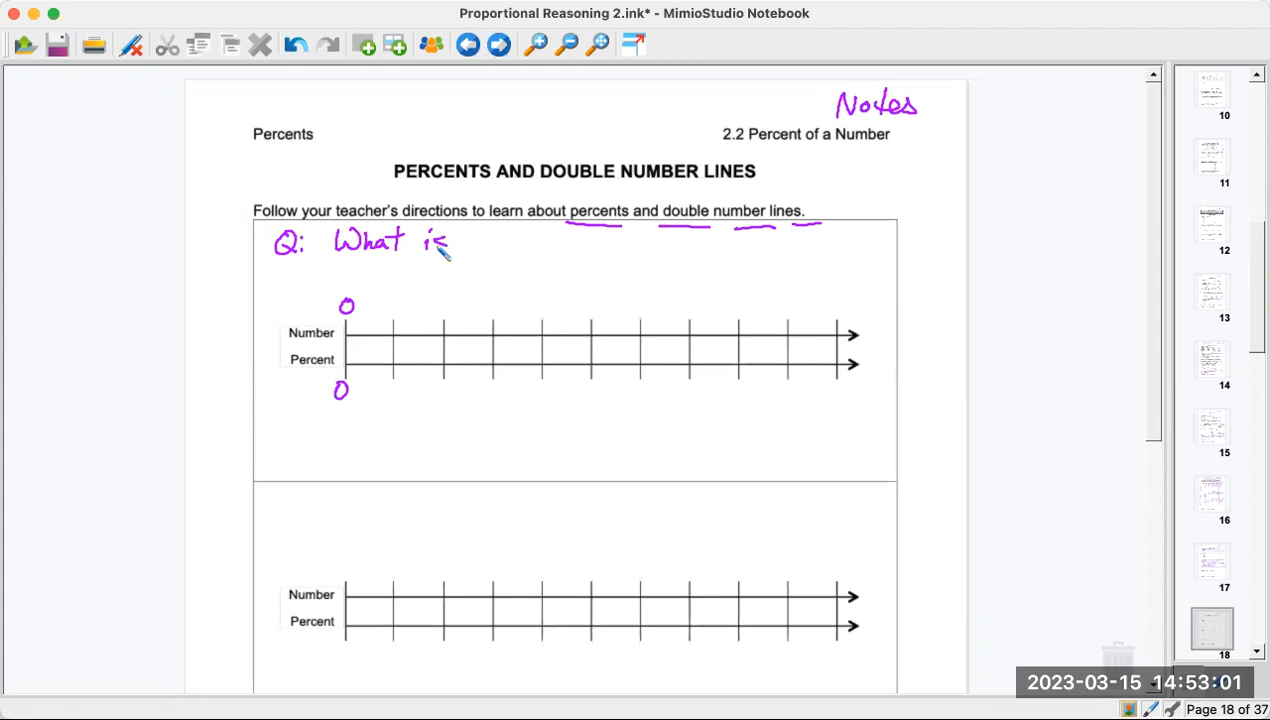 Proportional Reasoning 2.ink* - MimioStudio Notebook
Notes
Percents 2.2 Percent of a Number
PERCENTS AND DOUBLE NUMBER LINES
Follow your teacher's directions to learn about percents and double number lines.
Q: What is
0
Number
Percent
0
Number
Percent
10
11
12
13
14
15
16
17
18
2023-03-15 14:53:01
Page 18 of 37